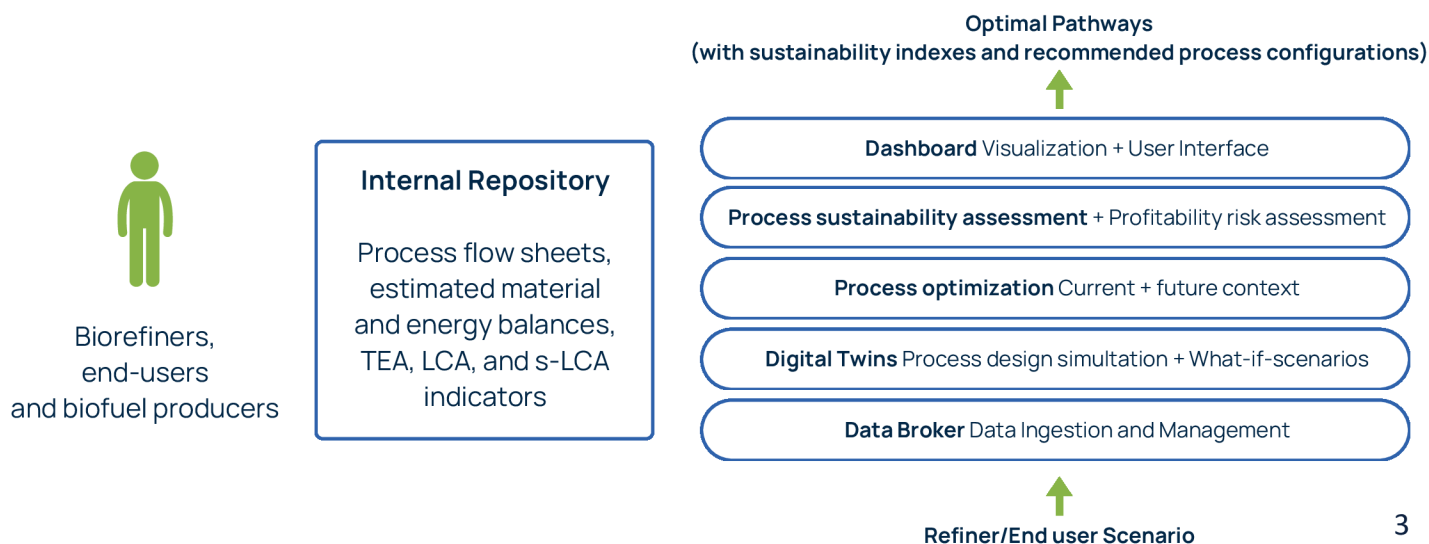 Biorefiners,
end-users
and biofuel producers
Internal Repository
Process flow sheets,
estimated material
and energy balances,
TEA, LCA, and s-LCA
indicators
Optimal Pathways
(with sustainability indexes and recommended process configurations)
Dashboard Visualization + User Interface
Process sustainability assessment + Profitability risk assessment
Process optimization Current + future context
Digital Twins Process design simultation + What-if-scenarios
Data Broker Data Ingestion and Management
Refiner/End user Scenario
3